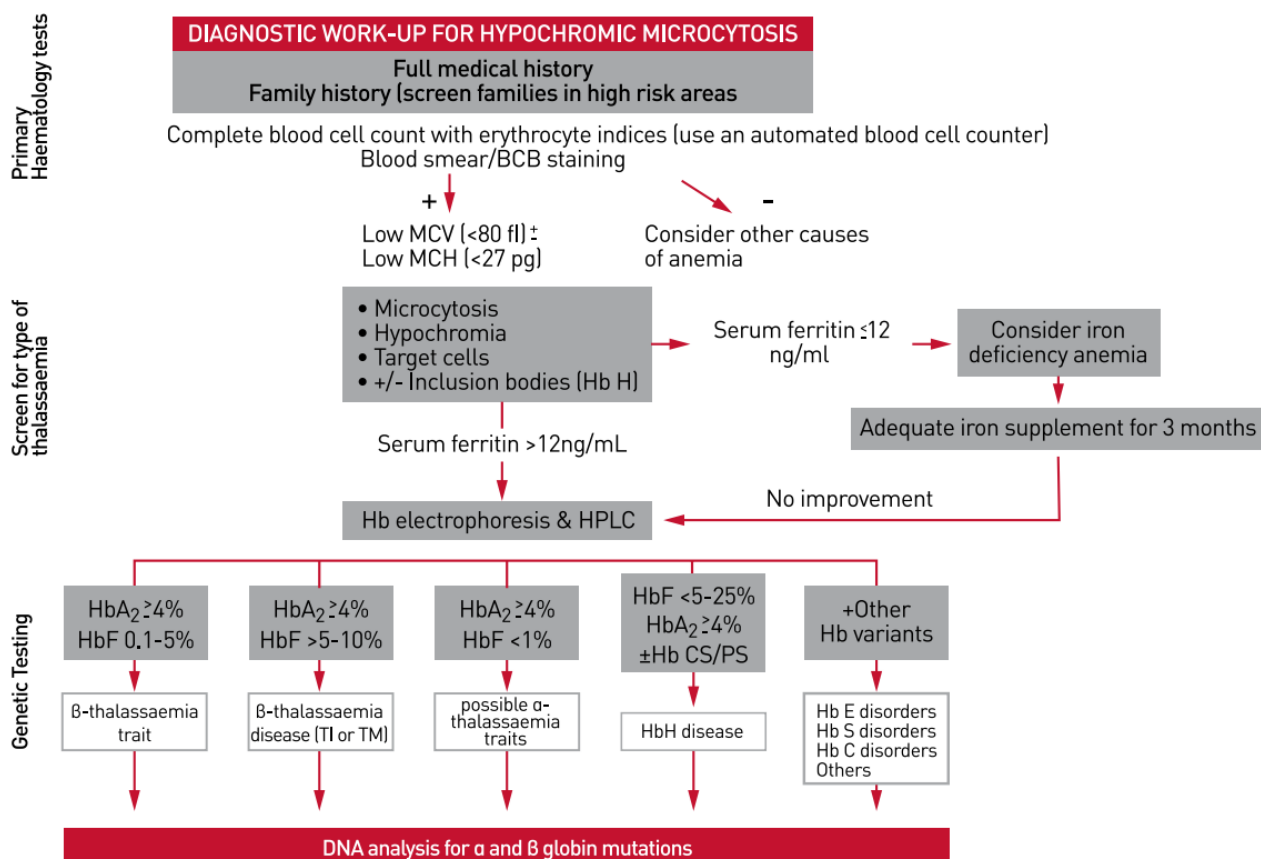 Primary
Haematology tests
DIAGNOSTIC WORK-UP FOR HYPOCHROMIC MICROCYTOSIS
Full medical history
Family history (screen families in high risk areas
Complete blood cell count with erythrocyte indices (use an automated blood cell counter)
Blood smear/BCB staining
+
-
Low MCV (<80 fl) ±
Low MCH (<27 pg)
Consider other causes
of anemia
Screen for type of
thalassaemia
• Microcytosis
• Hypochromia
• Target cells
• +/- Inclusion bodies (Hb H)
Serum ferritin ≤12
ng/ml
Consider iron
deficiency anemia
Adequate iron supplement for 3 months
Serum ferritin >12ng/mL
No improvement
Hb electrophoresis & HPLC
Genetic Testing
HbA₂ ≥4%
HbF 0.1-5%
HbA₂ ≥4%
HbF >5-10%
HbA₂ ≥4%
HbF <1%
HbF <5-25%
HbA₂ ≥4%
±Hb CS/PS
+Other
Hb variants
ß-thalassaemia
trait
ß-thalassaemia
disease (TI or TM)
possible α-
thalassaemia
traits
HbH disease
Hb E disorders
Hb S disorders
Hb C disorders
Others
DNA analysis for α and ß globin mutations